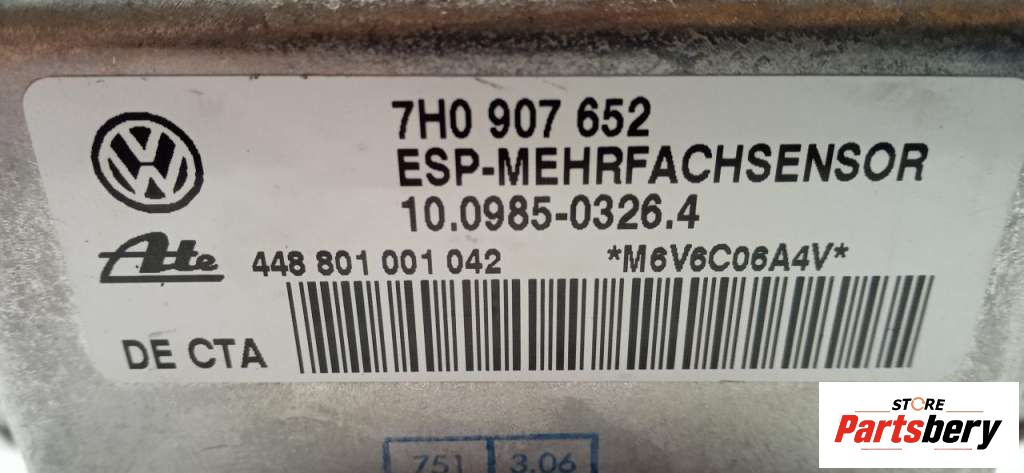 7H0 907 652
ESP-MEHRFACHSENSOR
10.0985-0326.4
Ate 448 801 001 042 *M6V6C06A4V*
DE CTA
751 3.06
STORE
Partsbery